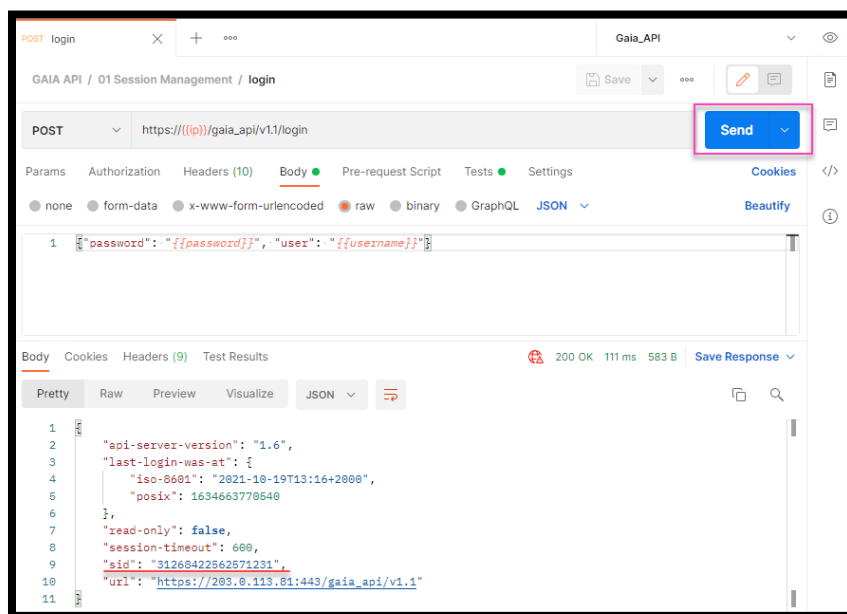 POST login
Gaia_API
GAIA API / 01 Session Management / login
Save
POST
https://{{ip}}/gaia_api/v1.1/login
Send
Params Authorization Headers (10) Body Pre-request Script Tests Settings Cookies
none form-data x-www-form-urlencoded raw binary GraphQL JSON Beautify
1 {"password": "{{password}}", "user": "{{username}}"}
Body Cookies Headers (9) Test Results 200 OK 111 ms 583 B Save Response
Pretty Raw Preview Visualize JSON
1 {
2 "api-server-version": "1.6",
3 "last-login-was-at": {
4 "iso-8601": "2021-10-19T13:16+2000",
5 "posix": 1634663770540
6 },
7 "read-only": false,
8 "session-timeout": 600,
9 "sid": "31268422562571231",
10 "url": "https://203.0.113.81:443/gaia_api/v1.1"
11 }